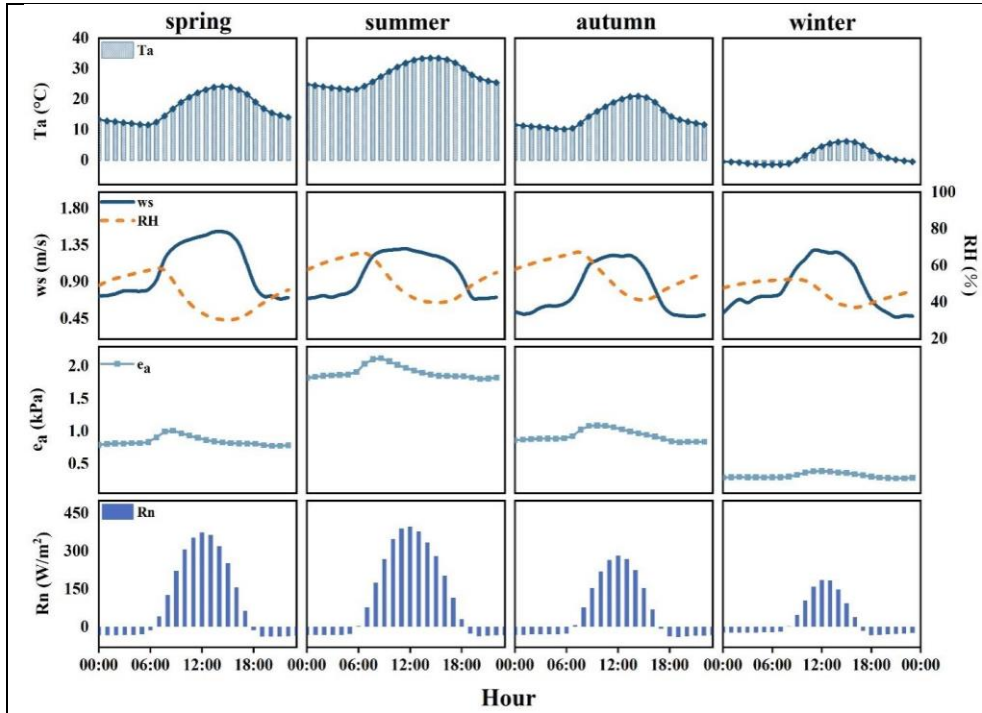 spring summer autumn winter
40
30
20
10
0
Ta (°C)
Ta
1.80
1.35
0.90
0.45
ws (m/s)
ws
RH
100
80
60
40
20
RH (%)
2.0
1.5
1.0
0.5
ea (kPa)
ea
450
300
150
0
Rn (W/m²)
Rn
00:00 06:00 12:00 18:00 00:00 06:00 12:00 18:00 00:00 06:00 12:00 18:00 00:00 06:00 12:00 18:00 00:00
Hour